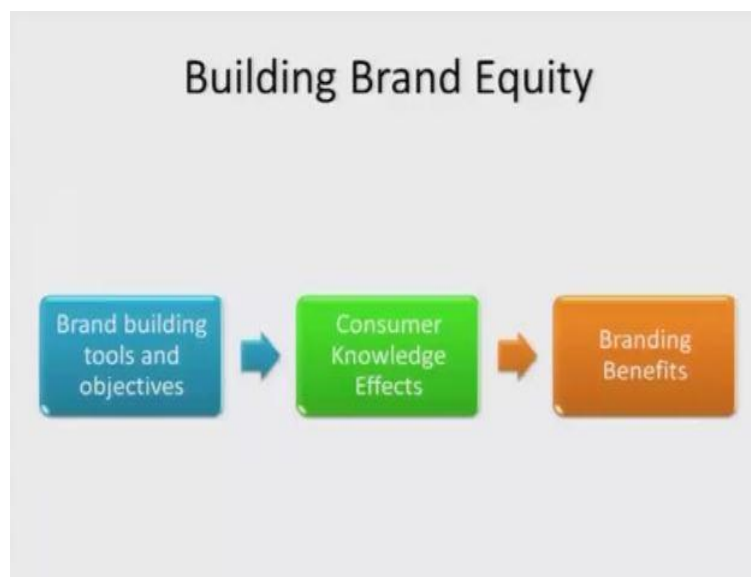 Building Brand Equity
Brand building
tools and
objectives
Consumer
Knowledge
Effects
Branding
Benefits